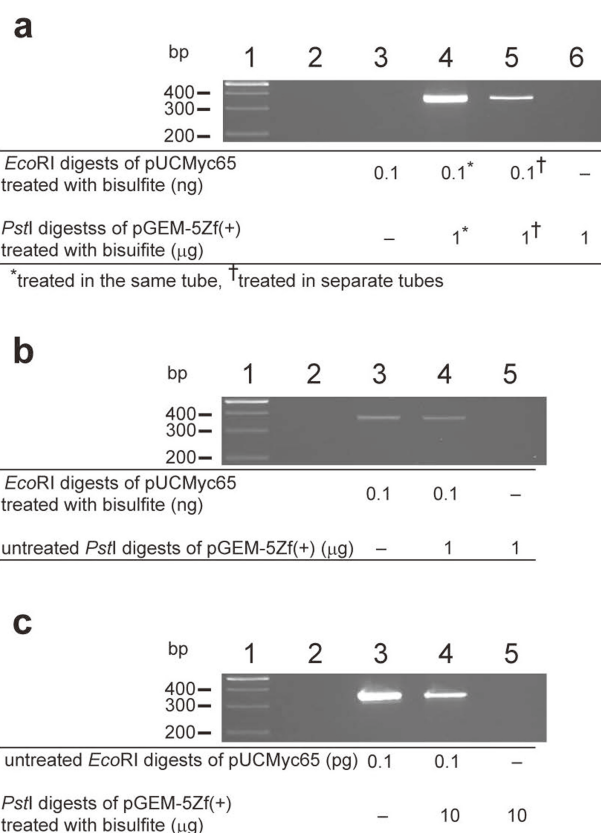 a
bp 1 2 3 4 5 6
400
300
200
EcoRI digests of pUCMyc65
treated with bisulfite (ng) 0.1 0.1* 0.1† –
PstI digestss of pGEM-5Zf(+)
treated with bisuifite (μg) – 1* 1† 1
*treated in the same tube, †treated in separate tubes
b
bp 1 2 3 4 5
400
300
200
EcoRI digests of pUCMyc65
treated with bisulfite (ng) 0.1 0.1 –
untreated PstI digests of pGEM-5Zf(+) (μg) – 1 1
c
bp 1 2 3 4 5
400
300
200
untreated EcoRI digests of pUCMyc65 (pg) 0.1 0.1 –
PstI digests of pGEM-5Zf(+)
treated with bisulfite (μg) – 10 10